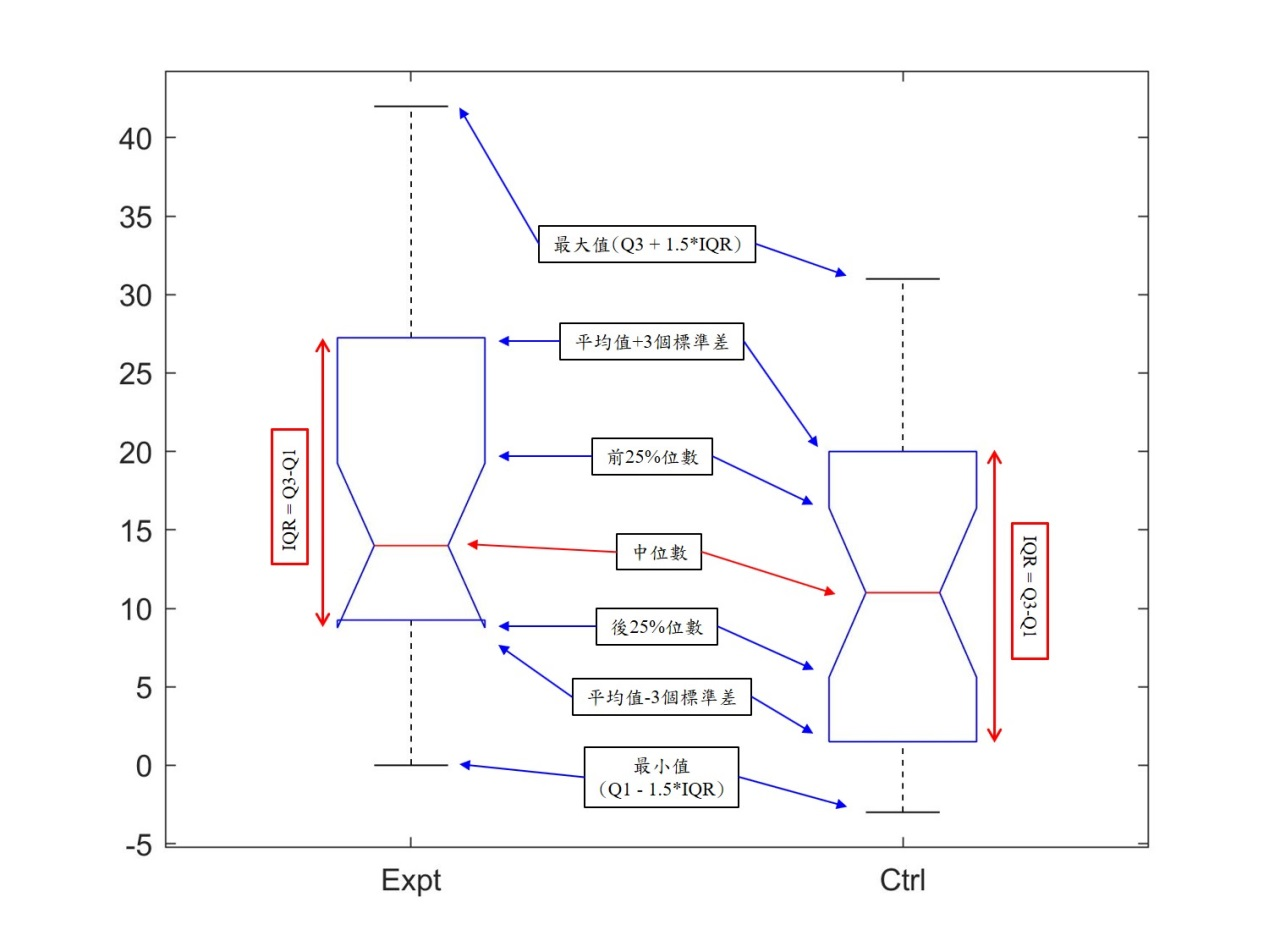 40
35
30
25
20
15
10
5
0
-5
最大值（Q3 + 1.5*IQR）
平均值+3個標準差
前25%位數
中位數
後25%位數
平均值-3個標準差
最小值
（Q1 - 1.5*IQR）
IQR = Q3-Q1
IQR = Q3-Q1
Expt
Ctrl